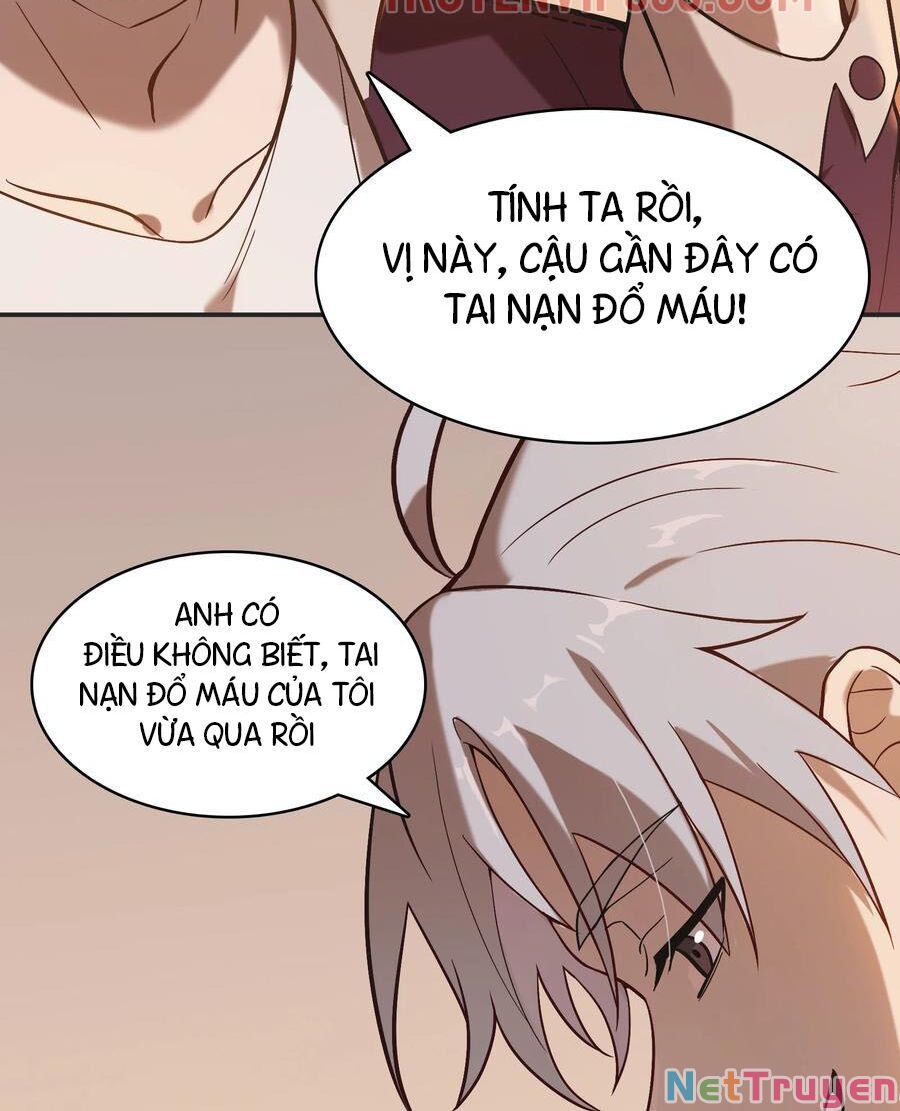 TÍNH TA RỒI,
VỊ NÀY, CẬU GẦN ĐÂY CÓ
TAI NẠN ĐỔ MÁU!
ANH CÓ
ĐIỀU KHÔNG BIẾT, TAI
NẠN ĐỔ MÁU CỦA TÔI
VỪA QUA RỒI
NetTruyen